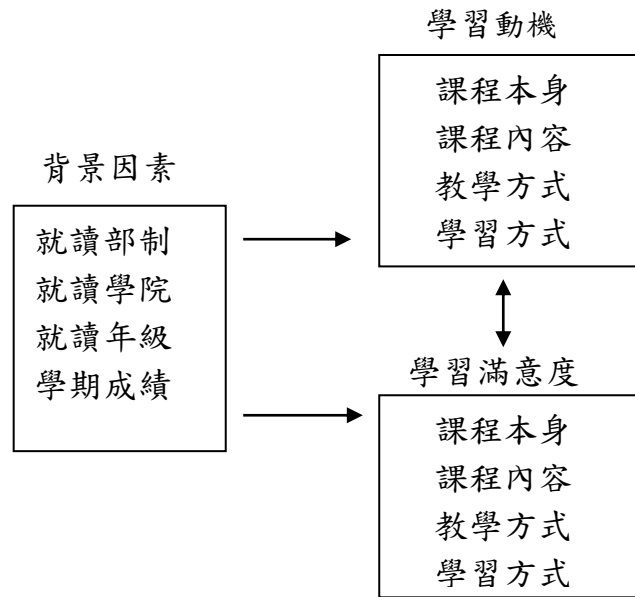 學習動機
課程本身
課程內容
教學方式
學習方式
背景因素
就讀部制
就讀學院
就讀年級
學期成績
學習滿意度
課程本身
課程內容
教學方式
學習方式